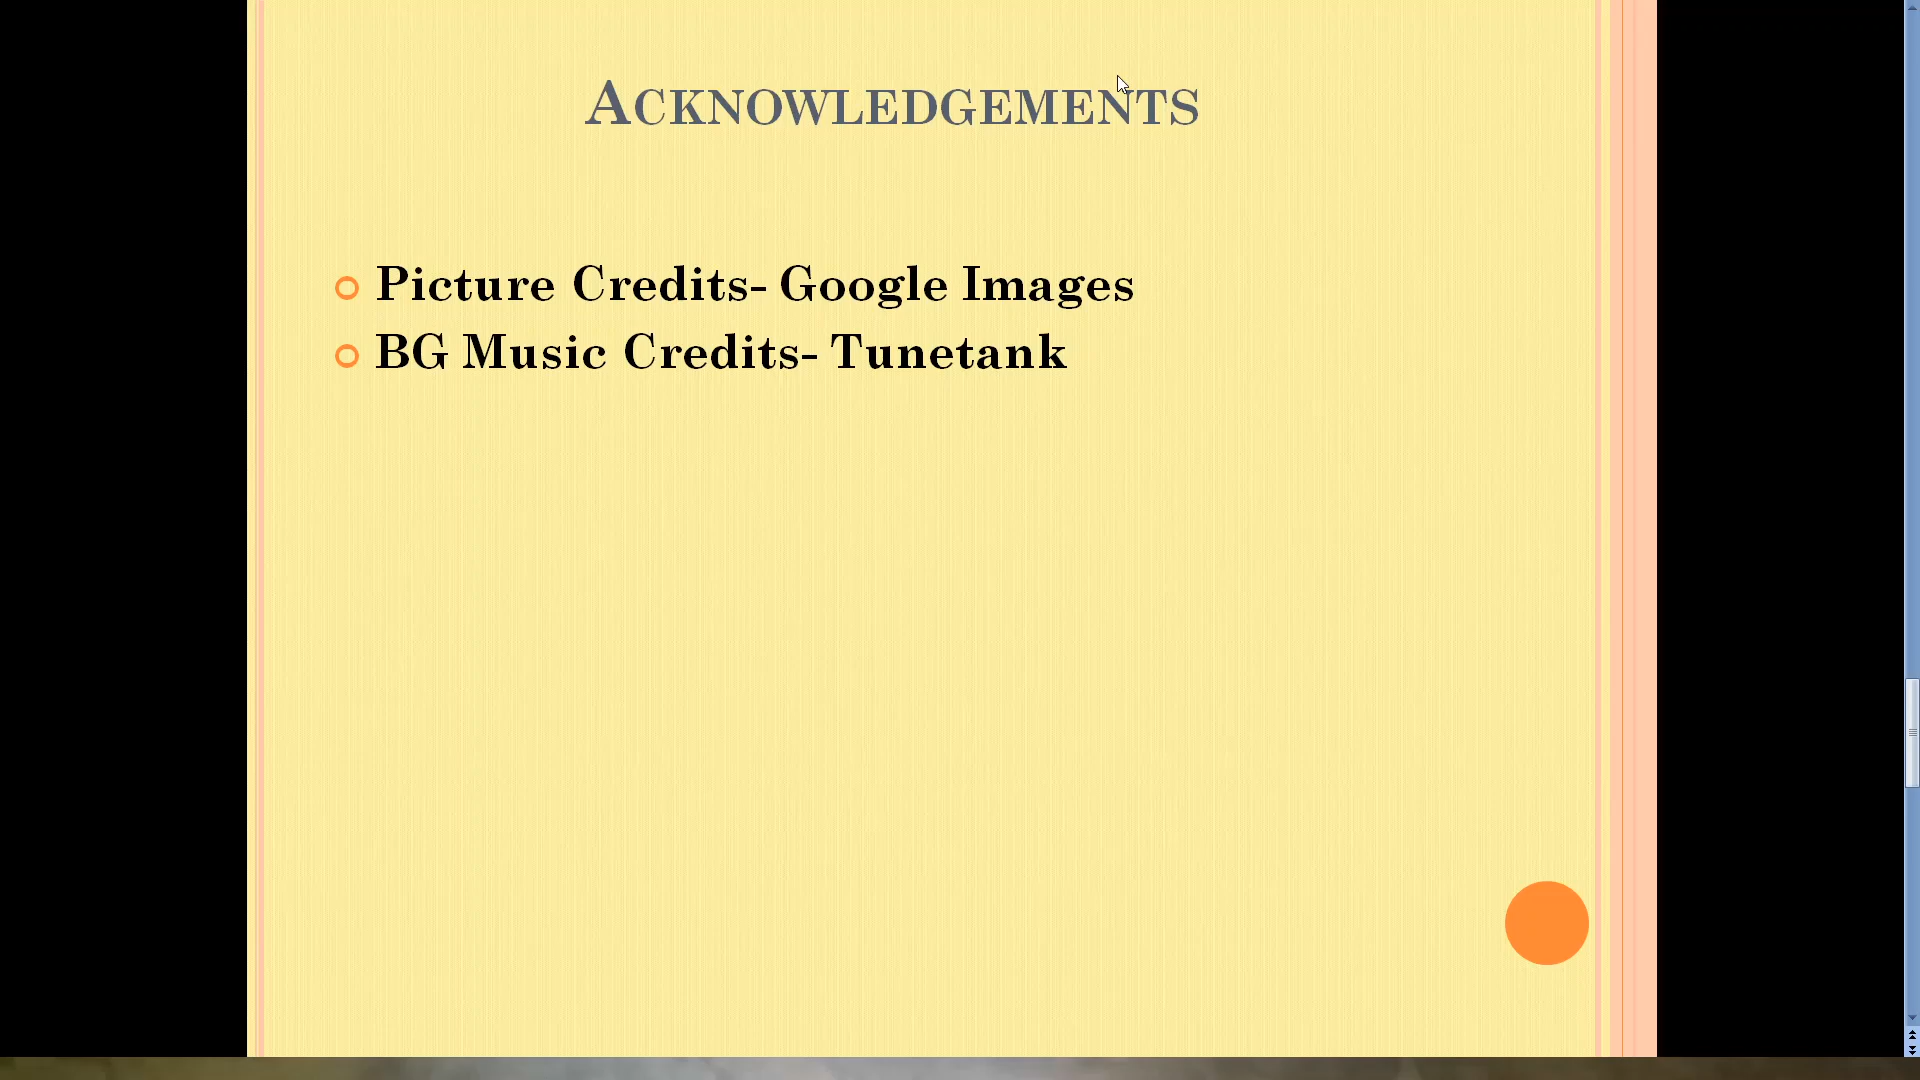 Acknowledgements
Picture Credits- Google Images
BG Music Credits- Tunetank